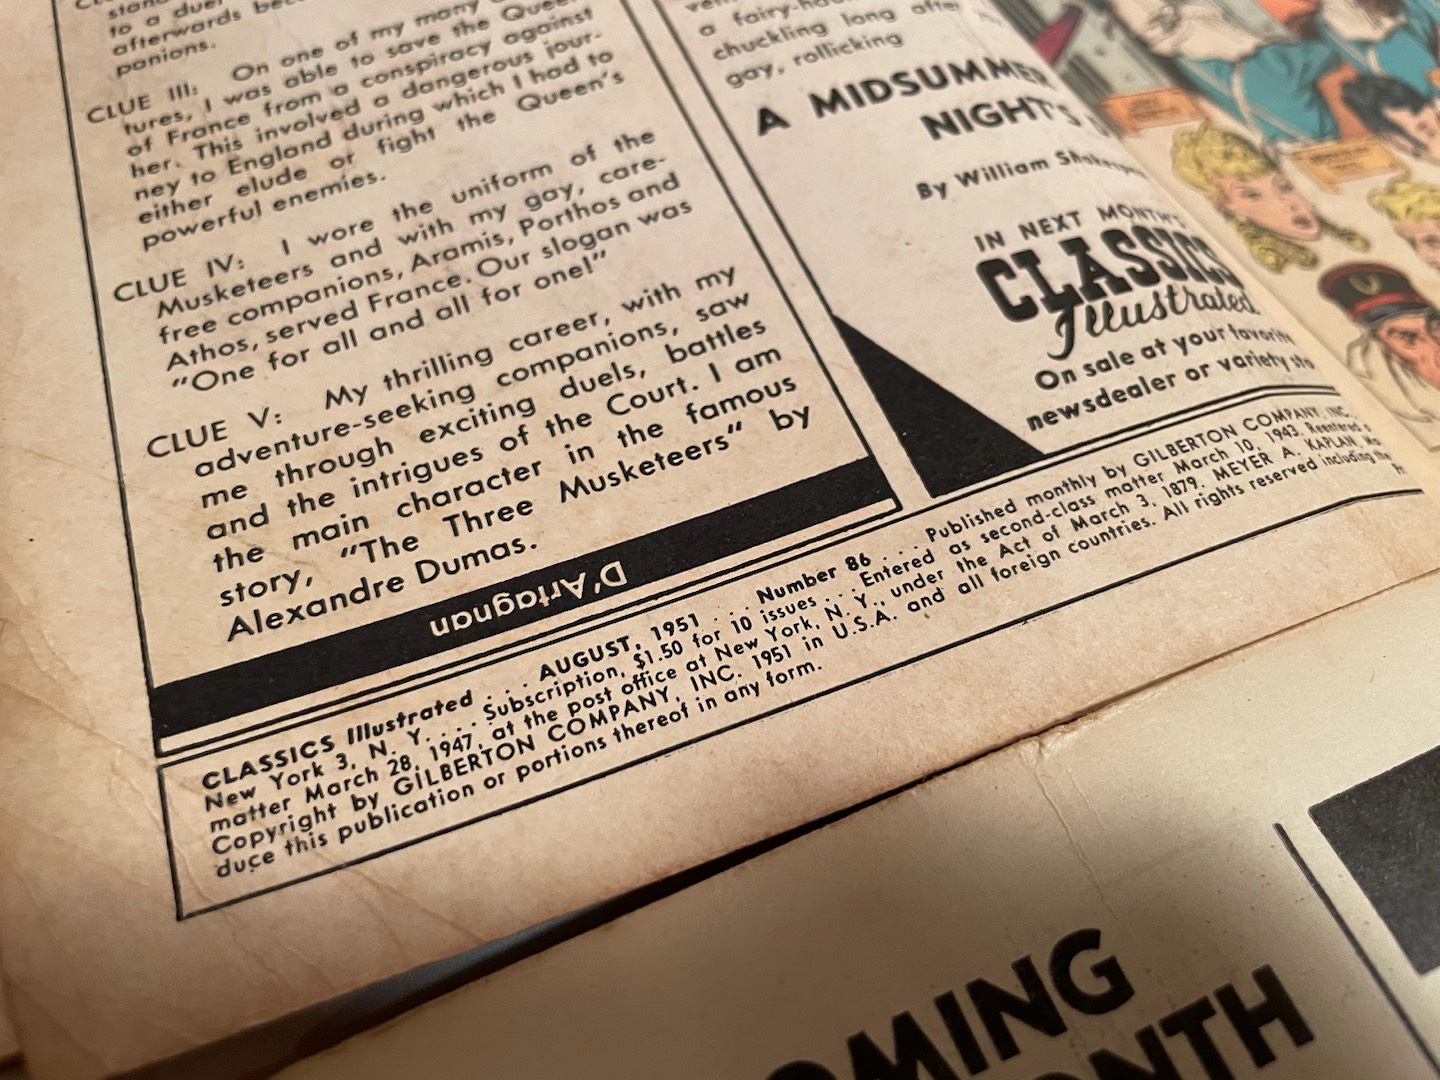 to a duel
afterwards
panions.
CLUE III: On one of my many
tures, I was able to save the Queen
of France from a conspiracy against
her. This involved a dangerous jour-
ney to England during which I had to
either elude or fight the Queen's
powerful enemies.
CLUE IV: I wore the uniform of the
Musketeers and with my gay, care-
free companions, Aramis, Porthos and
Athos, served France. Our slogan was
"One for all and all for one!"
CLUE V: My thrilling career, with my
adventure-seeking companions, saw
me through exciting duels, battles
and the intrigues of the Court. I am
the main character in the famous
story, "The Three Musketeers" by
Alexandre Dumas.
D'Artagnan
a fairy-
chuckling long after
gay, rollicking
A MIDSUMMER
NIGHT'S
By William
IN NEXT MONTH'S
CLASSICS
Illustrated
On sale at your favorite
newsdealer or variety
CLASSICS Illustrated . . . AUGUST, 1951 . . . Number 86 . . . Published monthly by GILBERTON COMPANY, INC.,
New York 3, N. Y. . . . Subscription, $1.50 for 10 issues . . . Entered as second-class matter March 10, 1943. Reentered
matter March 28, 1947, at the post office at New York, N. Y., under the Act of March 3, 1879. MEYER A. KAPLAN,
Copyright by GILBERTON COMPANY, INC. 1951 in U.S.A. and all foreign countries. All rights reserved including the
duce this publication or portions thereof in any form.
OMING
ONTH